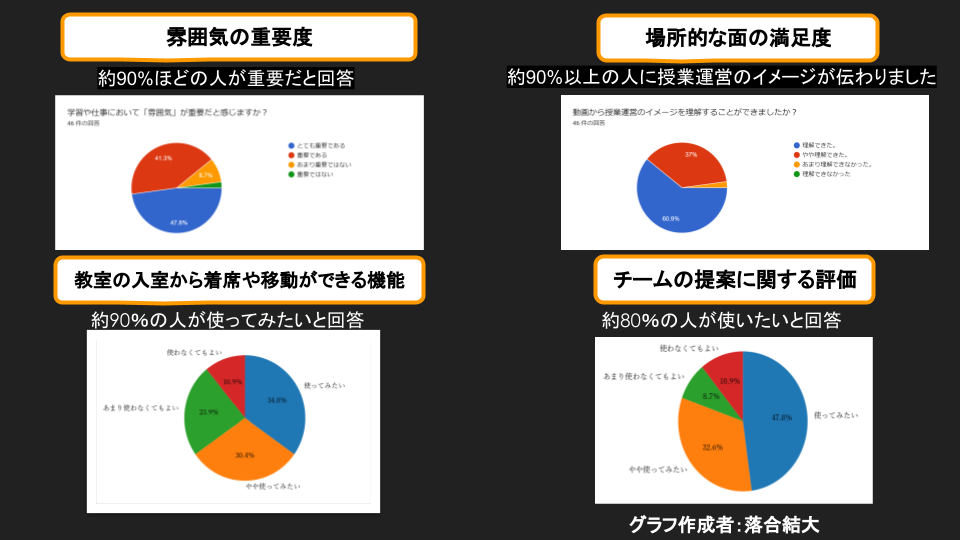 雰囲気の重要度
約90%ほどの人が重要だと回答
学習や仕事において「雰囲気」が重要だと感じますか？
46 件の回答
とても重要である
重要である
あまり重要ではない
重要ではない
41.3%
8.7%
47.8%
場所的な面の満足度
約90%以上の人に授業運営のイメージが伝わりました
動画から授業運営のイメージを理解することができましたか？
46 件の回答
理解できた。
やや理解できた。
あまり理解できなかった。
理解できなかった
37%
60.9%
教室の入室から着席や移動ができる機能
約90%の人が使ってみたいと回答
使わなくてもよい
使ってみたい
あまり使わなくてもよい
やや使ってみたい
10.9%
34.8%
23.9%
30.4%
チームの提案に関する評価
約80%の人が使いたいと回答
使わなくてもよい
あまり使わなくてもよい
使ってみたい
やや使ってみたい
10.9%
8.7%
47.8%
32.6%
グラフ作成者：落合結大